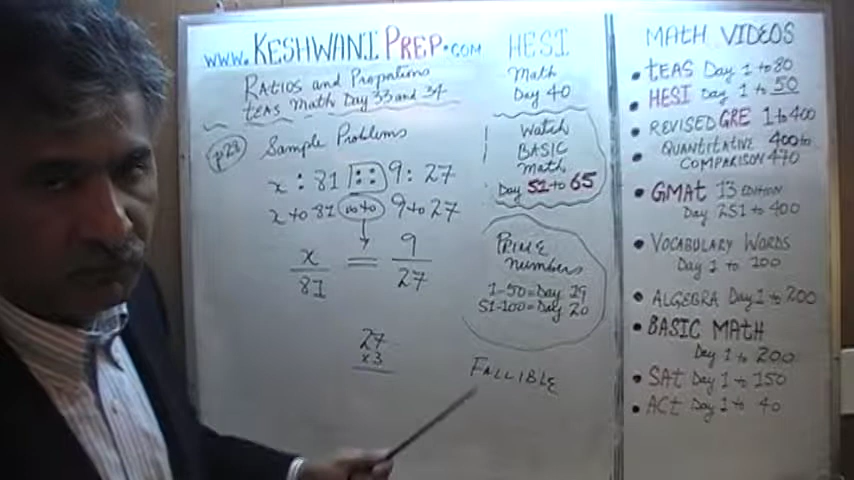 www.KESHWANIPREP.com
RATIOS and PROPATIONS
TEAS Math Day 33 and 34
p29
Sample Problems
x : 81 :: 9 : 27
x to 81 as to 9 to 27
x/81 = 9/27
27
x3
HESI
Math
Day 40
Watch
BASIC
Math
Day 51 to 65
PRIME
numbers
1-50=Day 19
51-100=Day 20
FALLIBLE
MATH VIDEOS
• TEAS Day 1 to 80
• HESI Day 1 to 50
• REVISED GRE 1 to 400
• QUANTITATIVE 400 to
COMPARISON 470
• GMAT 13 EDITION
Day 251 to 400
• VOCABULARY WORDS
Day 1 to 100
• ALGEBRA Day 1 to 200
• BASIC MATH
Day 1 to 200
• SAT Day 1 to 150
• ACT Day 1 to 40